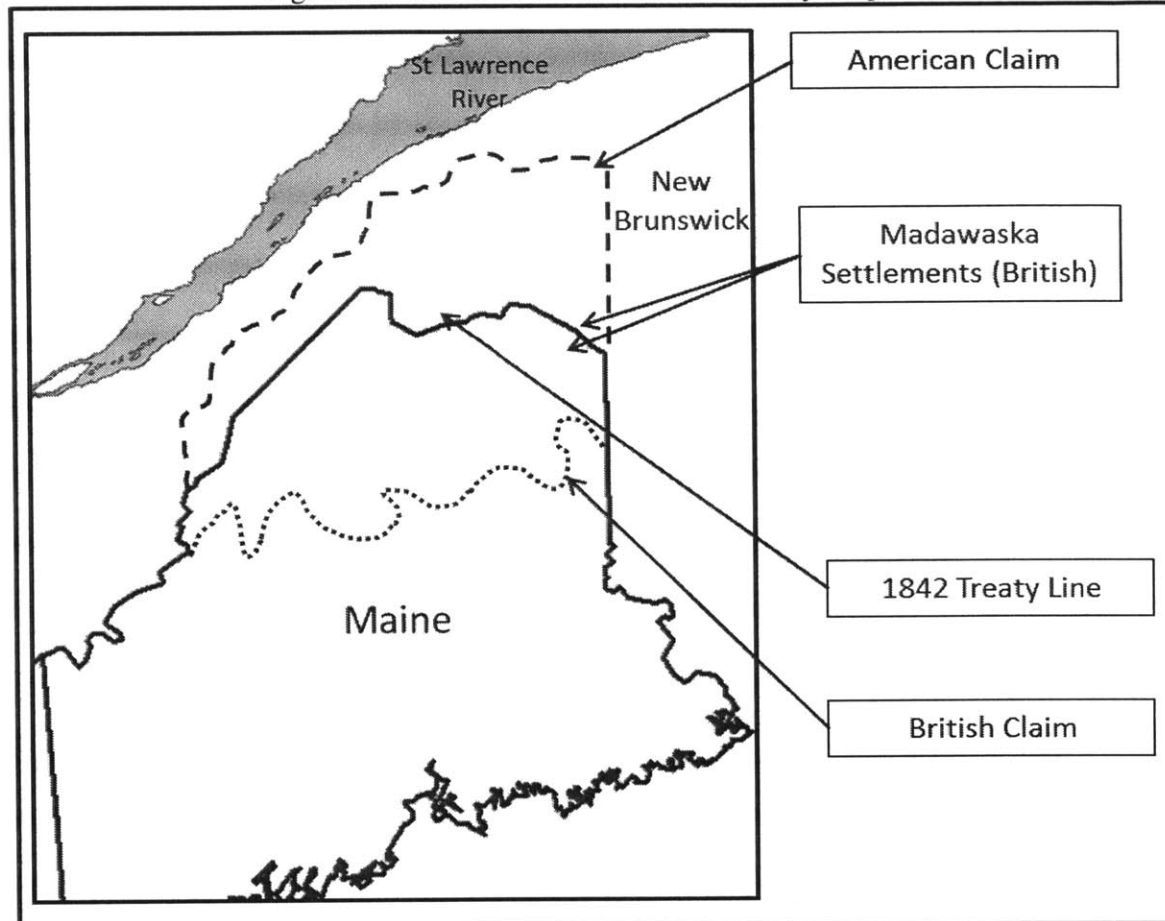 St Lawrence
River
American Claim
New
Brunswick
Madawaska
Settlements (British)
1842 Treaty Line
Maine
British Claim